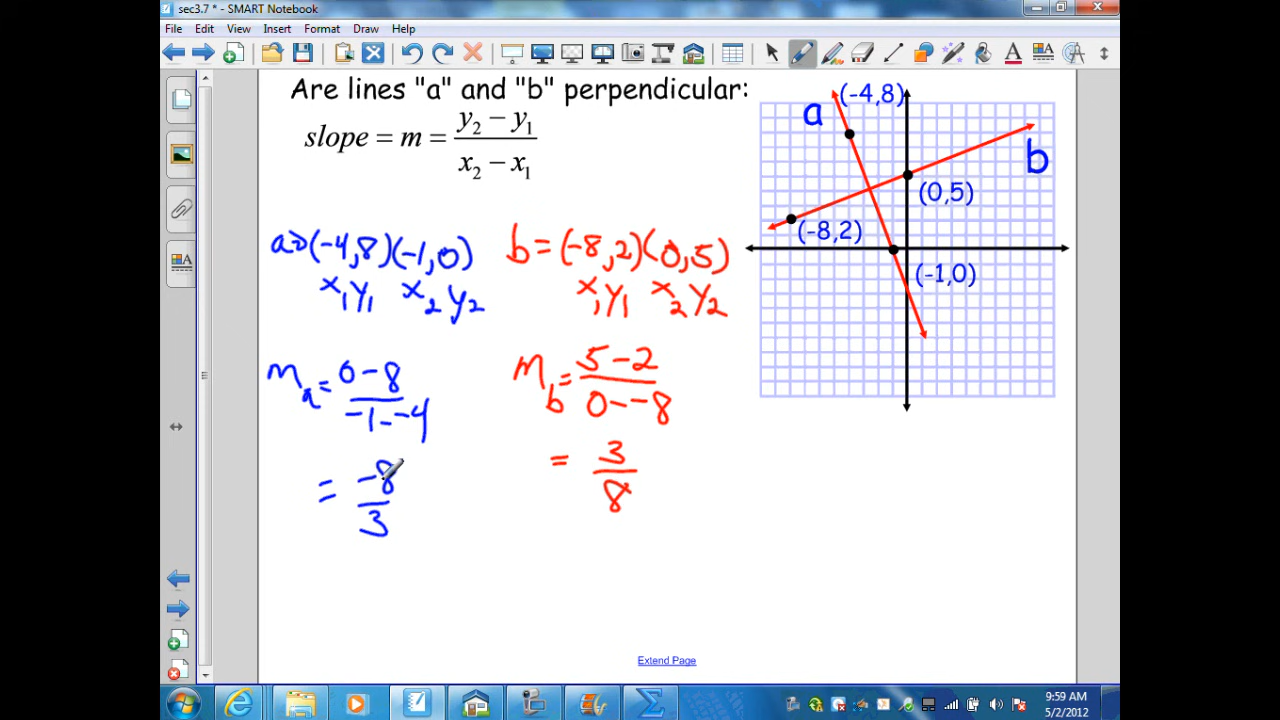 sec3.7 * - SMART Notebook
File Edit View Insert Format Draw Help
Are lines "a" and "b" perpendicular:
slope = m = (y₂ − y₁)/(x₂ − x₁)
a⇒(-4,8)(-1,0)
x₁y₁ x₂y₂
mₐ = (0-8)/(-1--4)
= -8/3
b=(-8,2)(0,5)
x₁y₁ x₂y₂
m_b = (5-2)/(0--8)
= 3/8
(-4,8)
a
b
(0,5)
(-8,2)
(-1,0)
Extend Page
9:59 AM
5/2/2012